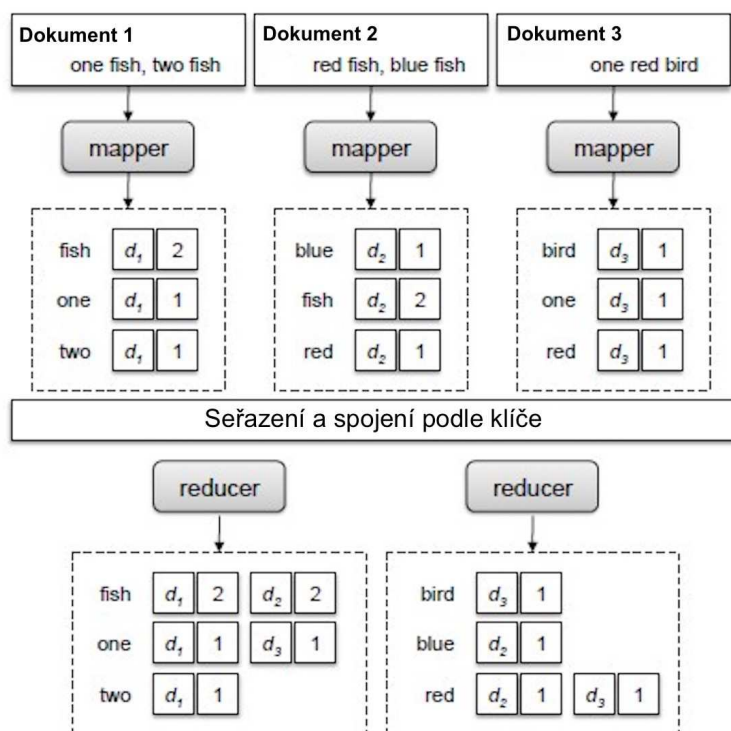 Dokument 1
one fish, two fish
Dokument 2
red fish, blue fish
Dokument 3
one red bird
mapper
mapper
mapper
fish d1 2
one d1 1
two d1 1
blue d2 1
fish d2 2
red d2 1
bird d3 1
one d3 1
red d3 1
Seřazení a spojení podle klíče
reducer
reducer
fish d1 2 d2 2
one d1 1 d3 1
two d1 1
bird d3 1
blue d2 1
red d2 1 d3 1